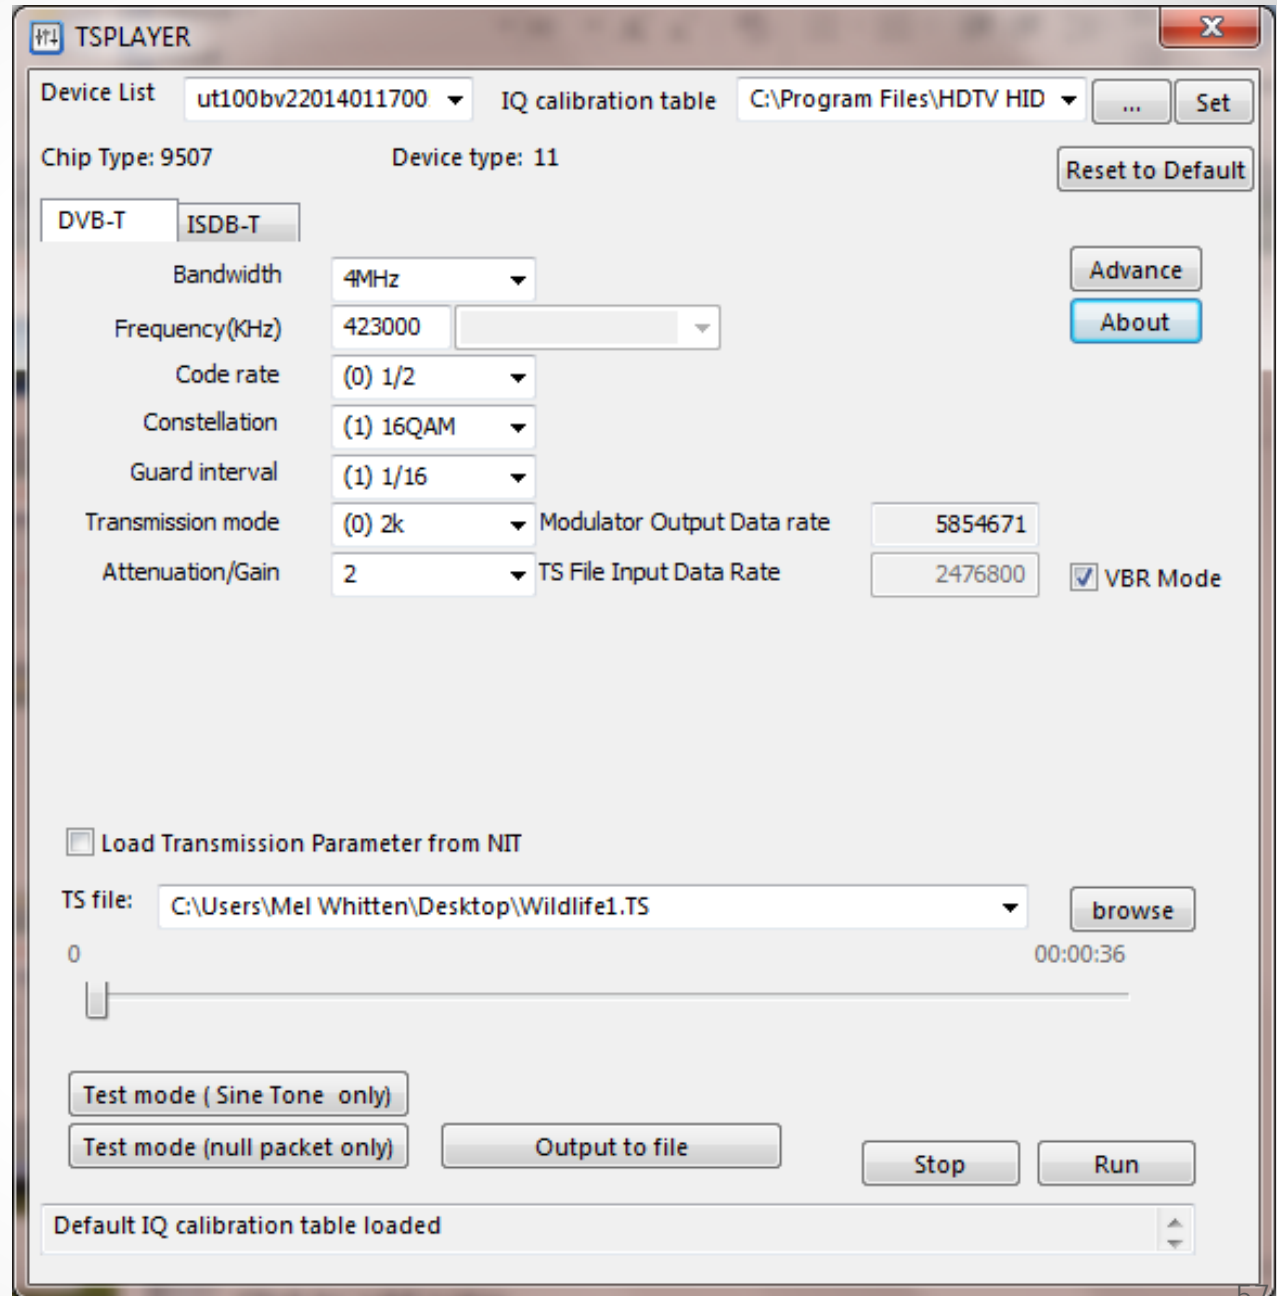 TSPLAYER
Device List ut100bv22014011700 IQ calibration table C:\Program Files\HDTV HID ... Set
Chip Type: 9507 Device type: 11
Reset to Default
DVB-T ISDB-T
Bandwidth 4MHz Advance
Frequency(KHz) 423000 About
Code rate (0) 1/2
Constellation (1) 16QAM
Guard interval (1) 1/16
Transmission mode (0) 2k Modulator Output Data rate 5854671
Attenuation/Gain 2 TS File Input Data Rate 2476800 VBR Mode
Load Transmission Parameter from NIT
TS file: C:\Users\Mel Whitten\Desktop\Wildlife1.TS browse
0 00:00:36
Test mode ( Sine Tone only)
Test mode (null packet only) Output to file Stop Run
Default IQ calibration table loaded
57